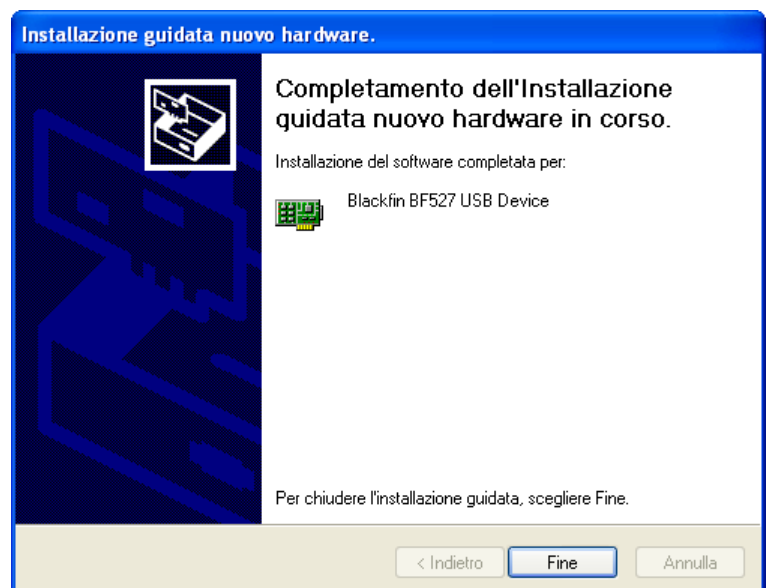 Installazione guidata nuovo hardware.
Completamento dell'Installazione
guidata nuovo hardware in corso.
Installazione del software completata per:
Blackfin BF527 USB Device
Per chiudere l'installazione guidata, scegliere Fine.
< Indietro
Fine
Annulla